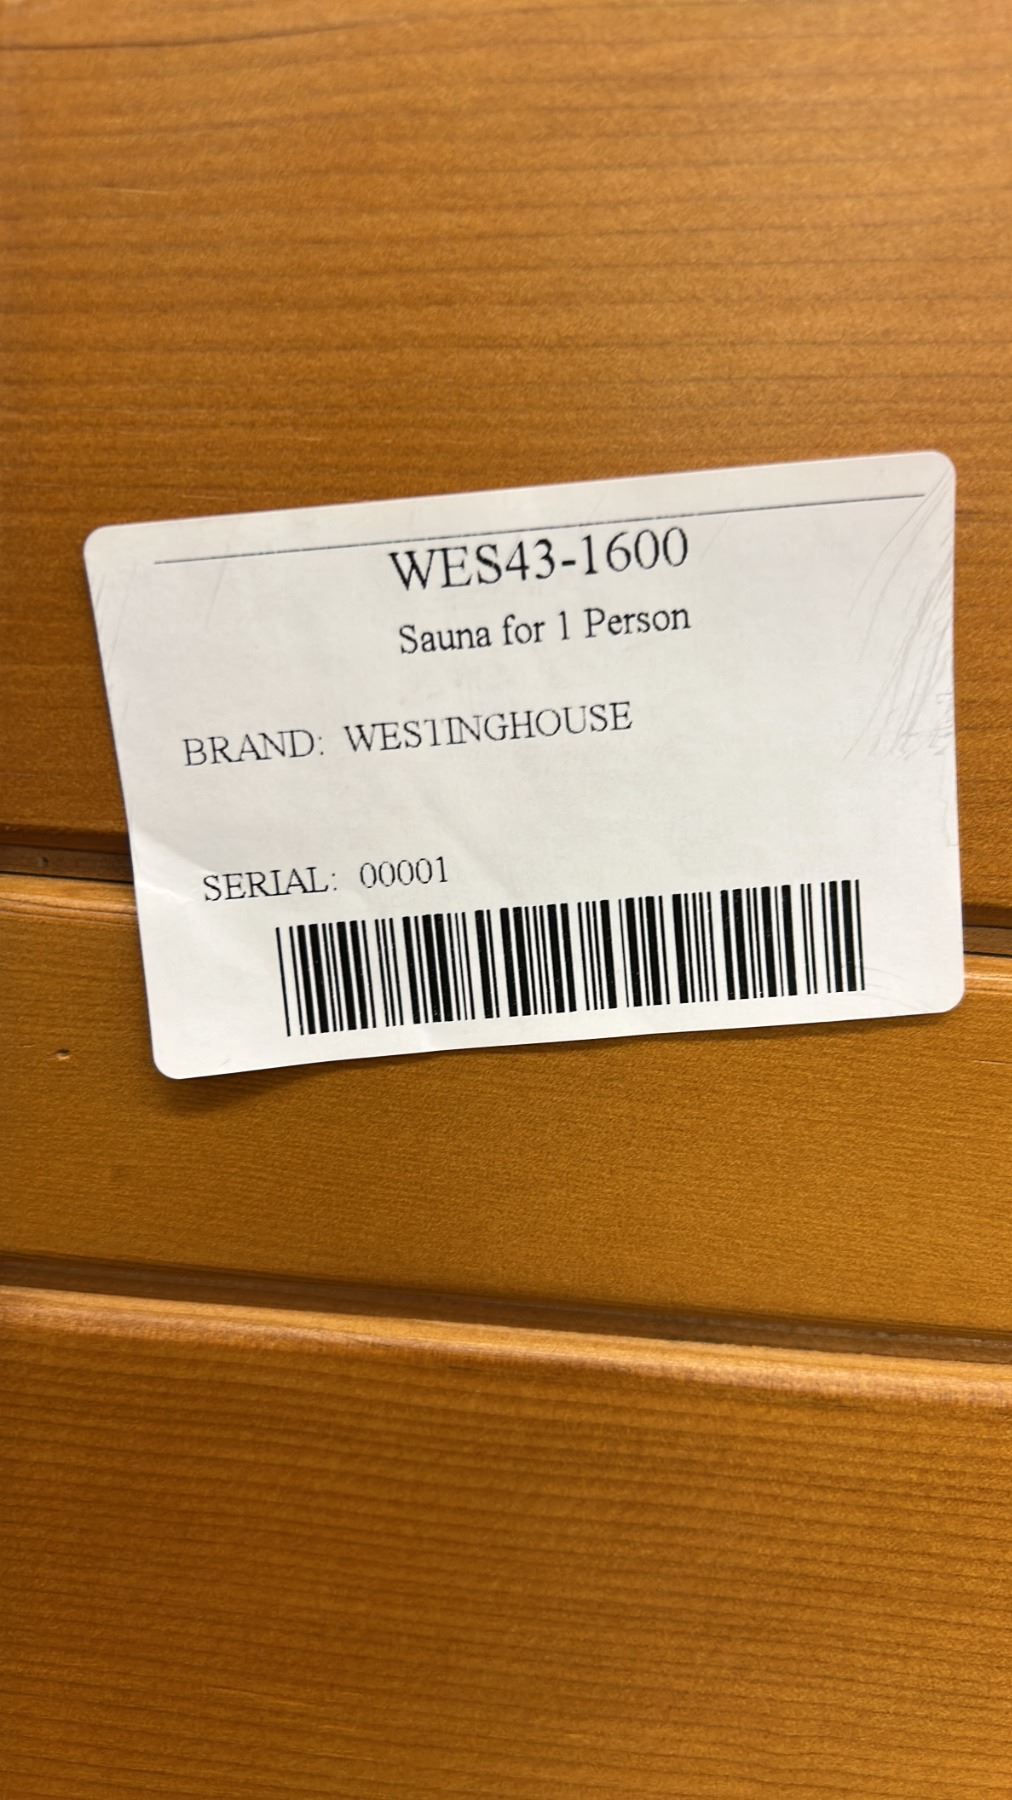 WES43-1600
Sauna for 1 Person
BRAND: WESTINGHOUSE
SERIAL: 00001